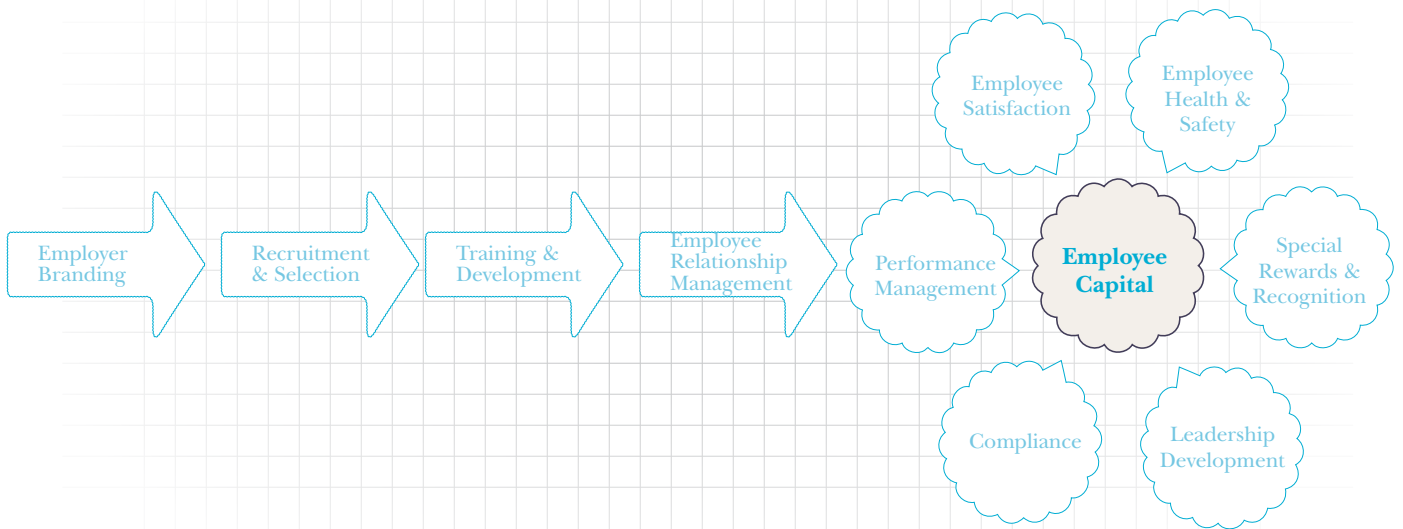 Employer
Branding
Recruitment
& Selection
Training &
Development
Employee
Relationship
Management
Performance
Management
Employee
Satisfaction
Employee
Health &
Safety
Employee
Capital
Special
Rewards &
Recognition
Compliance
Leadership
Development